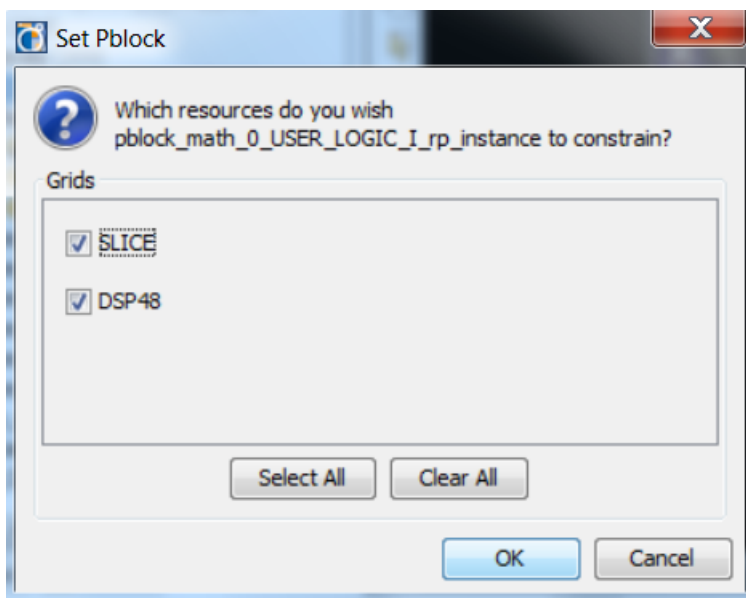 Set Pblock
Which resources do you wish
pblock_math_0_USER_LOGIC_I_rp_instance to constrain?
Grids
SLICE
DSP48
Select All
Clear All
OK
Cancel